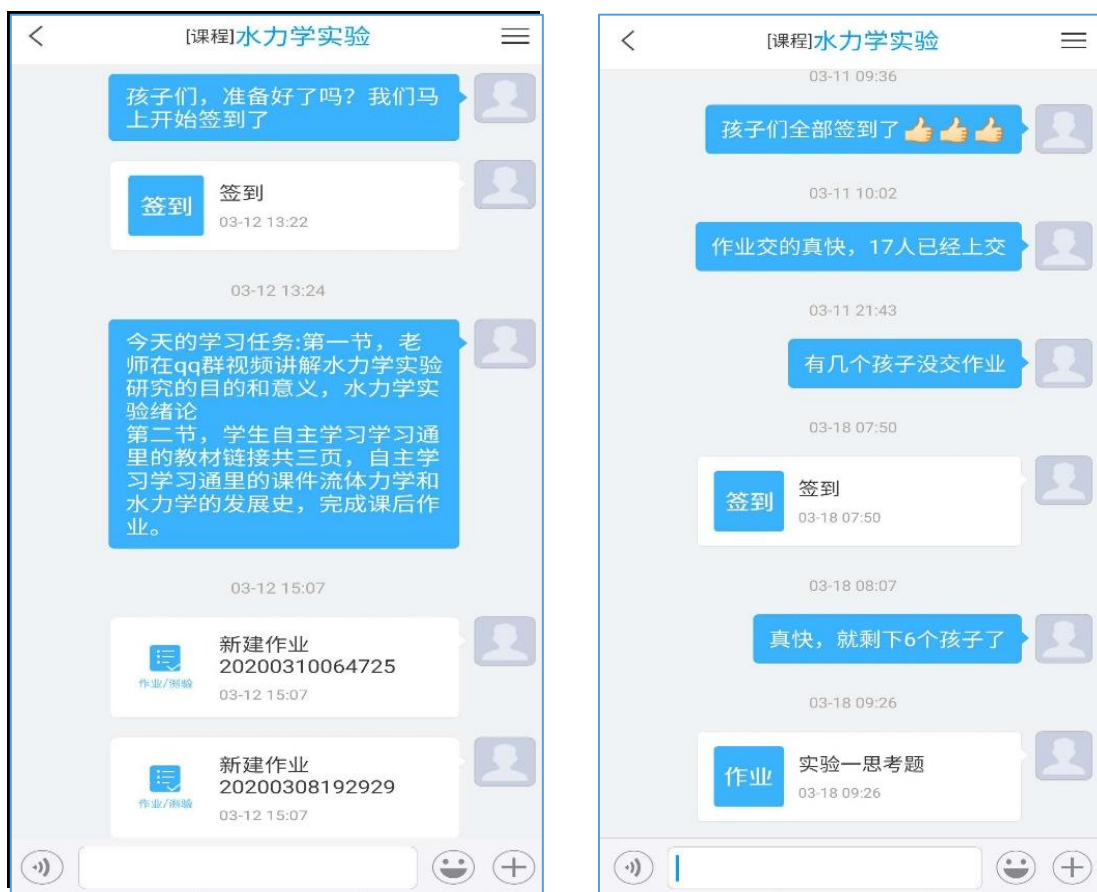 [课程]水力学实验
孩子们，准备好了吗？我们马
上开始签到了
签到
签到
03-12 13:22
03-12 13:24
今天的学习任务:第一节，老
师在qq群视频讲解水力学实验
研究的目的和意义，水力学实
验绪论
第二节，学生自主学习学习通
里的教材链接共三页，自主学
习学习通里的课件流体力学和
水力学的发展史，完成课后作
业。
03-12 15:07
作业/测验
新建作业
20200310064725
03-12 15:07
作业/测验
新建作业
20200308192929
03-12 15:07
[课程]水力学实验
03-11 09:36
孩子们全部签到了👍👍👍
03-11 10:02
作业交的真快，17人已经上交
03-11 21:43
有几个孩子没交作业
03-18 07:50
签到
签到
03-18 07:50
03-18 08:07
真快，就剩下6个孩子了
03-18 09:26
作业
实验一思考题
03-18 09:26